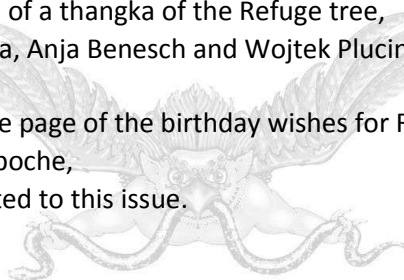 of a thangka of the Refuge tree,
a, Anja Benesch and Wojtek Plucin
e page of the birthday wishes for
poche,
ted to this issue.